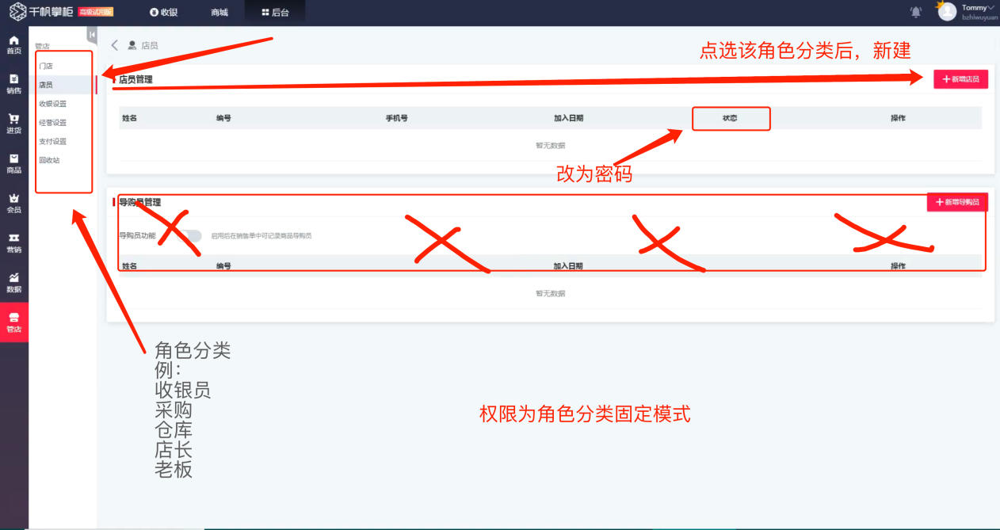 千帆掌柜 高级试用版
收银
商城
后台
Tommy
bzhiwuyuan
首页
销售
进货
商品
会员
营销
数据
管店
管店
门店
店员
收银设置
经营设置
支付设置
回收站
店员
点选该角色分类后，新建
店员管理
新增店员
姓名 编号 手机号 加入日期 状态 操作
暂无数据
改为密码
导购员管理
新增导购员
导购员功能
启用后在销售单中可记录商品导购员
姓名 编号 加入日期 操作
暂无数据
角色分类
例：
收银员
采购
仓库
店长
老板
权限为角色分类固定模式